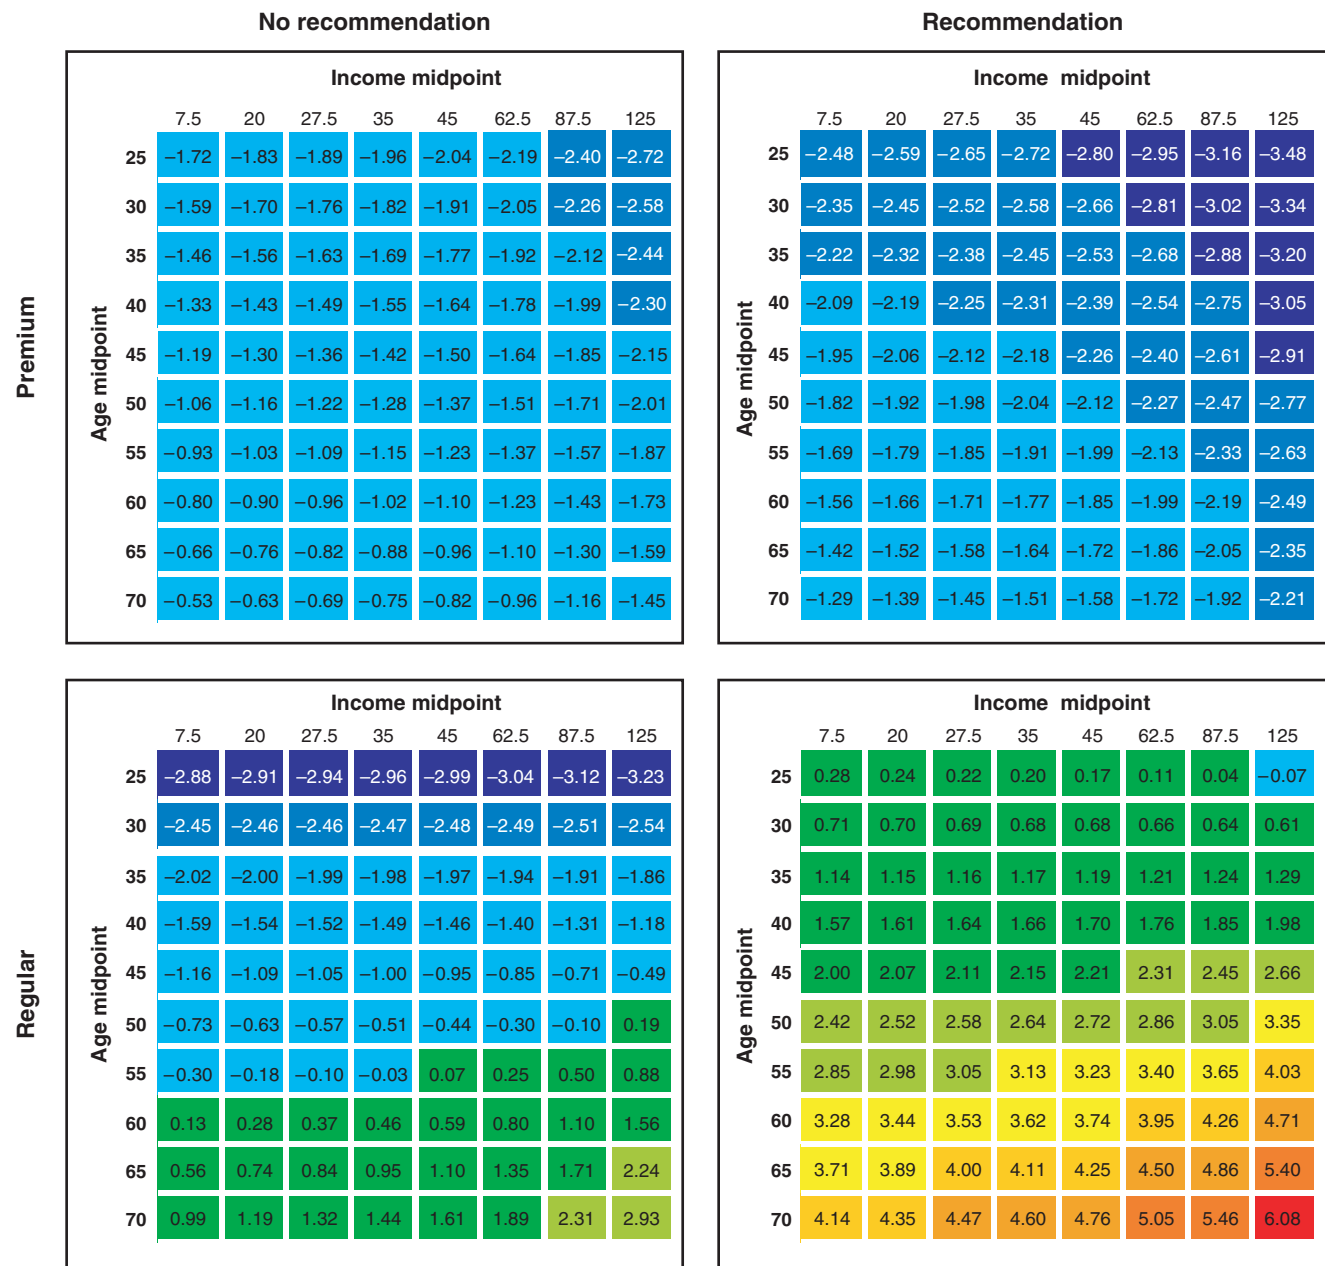 No recommendation
Recommendation
Premium
Income midpoint
7.5 20 27.5 35 45 62.5 87.5 125
Age midpoint
25 –1.72 –1.83 –1.89 –1.96 –2.04 –2.19 –2.40 –2.72
30 –1.59 –1.70 –1.76 –1.82 –1.91 –2.05 –2.26 –2.58
35 –1.46 –1.56 –1.63 –1.69 –1.77 –1.92 –2.12 –2.44
40 –1.33 –1.43 –1.49 –1.55 –1.64 –1.78 –1.99 –2.30
45 –1.19 –1.30 –1.36 –1.42 –1.50 –1.64 –1.85 –2.15
50 –1.06 –1.16 –1.22 –1.28 –1.37 –1.51 –1.71 –2.01
55 –0.93 –1.03 –1.09 –1.15 –1.23 –1.37 –1.57 –1.87
60 –0.80 –0.90 –0.96 –1.02 –1.10 –1.23 –1.43 –1.73
65 –0.66 –0.76 –0.82 –0.88 –0.96 –1.10 –1.30 –1.59
70 –0.53 –0.63 –0.69 –0.75 –0.82 –0.96 –1.16 –1.45
Income midpoint
7.5 20 27.5 35 45 62.5 87.5 125
Age midpoint
25 –2.48 –2.59 –2.65 –2.72 –2.80 –2.95 –3.16 –3.48
30 –2.35 –2.45 –2.52 –2.58 –2.66 –2.81 –3.02 –3.34
35 –2.22 –2.32 –2.38 –2.45 –2.53 –2.68 –2.88 –3.20
40 –2.09 –2.19 –2.25 –2.31 –2.39 –2.54 –2.75 –3.05
45 –1.95 –2.06 –2.12 –2.18 –2.26 –2.40 –2.61 –2.91
50 –1.82 –1.92 –1.98 –2.04 –2.12 –2.27 –2.47 –2.77
55 –1.69 –1.79 –1.85 –1.91 –1.99 –2.13 –2.33 –2.63
60 –1.56 –1.66 –1.71 –1.77 –1.85 –1.99 –2.19 –2.49
65 –1.42 –1.52 –1.58 –1.64 –1.72 –1.86 –2.05 –2.35
70 –1.29 –1.39 –1.45 –1.51 –1.58 –1.72 –1.92 –2.21
Regular
Income midpoint
7.5 20 27.5 35 45 62.5 87.5 125
Age midpoint
25 –2.88 –2.91 –2.94 –2.96 –2.99 –3.04 –3.12 –3.23
30 –2.45 –2.46 –2.46 –2.47 –2.48 –2.49 –2.51 –2.54
35 –2.02 –2.00 –1.99 –1.98 –1.97 –1.94 –1.91 –1.86
40 –1.59 –1.54 –1.52 –1.49 –1.46 –1.40 –1.31 –1.18
45 –1.16 –1.09 –1.05 –1.00 –0.95 –0.85 –0.71 –0.49
50 –0.73 –0.63 –0.57 –0.51 –0.44 –0.30 –0.10 0.19
55 –0.30 –0.18 –0.10 –0.03 0.07 0.25 0.50 0.88
60 0.13 0.28 0.37 0.46 0.59 0.80 1.10 1.56
65 0.56 0.74 0.84 0.95 1.10 1.35 1.71 2.24
70 0.99 1.19 1.32 1.44 1.61 1.89 2.31 2.93
Income midpoint
7.5 20 27.5 35 45 62.5 87.5 125
Age midpoint
25 0.28 0.24 0.22 0.20 0.17 0.11 0.04 –0.07
30 0.71 0.70 0.69 0.68 0.68 0.66 0.64 0.61
35 1.14 1.15 1.16 1.17 1.19 1.21 1.24 1.29
40 1.57 1.61 1.64 1.66 1.70 1.76 1.85 1.98
45 2.00 2.07 2.11 2.15 2.21 2.31 2.45 2.66
50 2.42 2.52 2.58 2.64 2.72 2.86 3.05 3.35
55 2.85 2.98 3.05 3.13 3.23 3.40 3.65 4.03
60 3.28 3.44 3.53 3.62 3.74 3.95 4.26 4.71
65 3.71 3.89 4.00 4.11 4.25 4.50 4.86 5.40
70 4.14 4.35 4.47 4.60 4.76 5.05 5.46 6.08